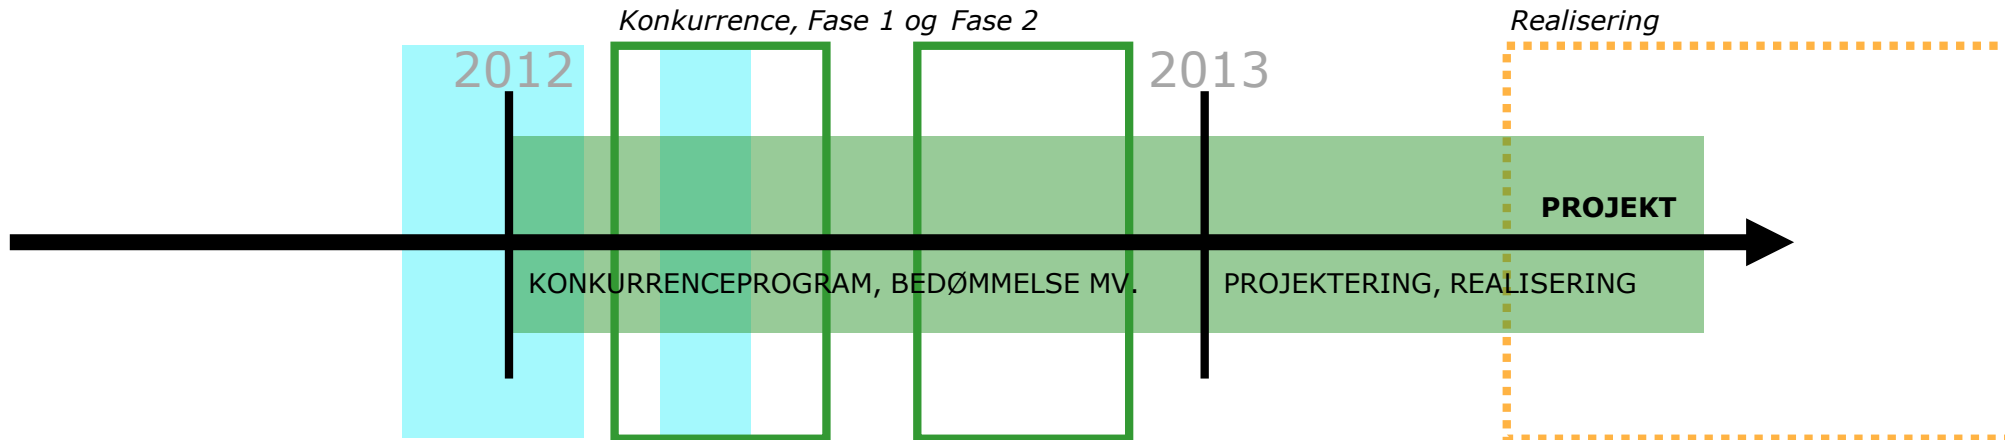 Konkurrence, Fase 1 og Fase 2
Realisering
2012
2013
PROJEKT
KONKURRENCEPROGRAM, BEDØMMELSE MV.
PROJEKTERING, REALISERING